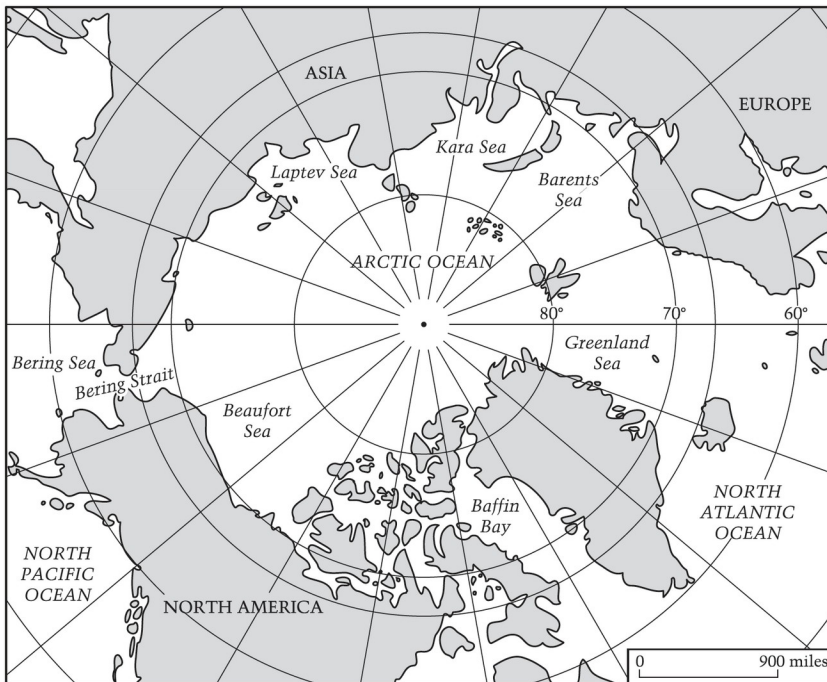 ASIA
EUROPE
Kara Sea
Laptev Sea
Barents
Sea
ARCTIC OCEAN
80°
70°
60°
Greenland
Sea
Bering Sea
Bering Strait
Beaufort
Sea
Baffin
Bay
NORTH
ATLANTIC
OCEAN
NORTH
PACIFIC
OCEAN
NORTH AMERICA
0 900 miles